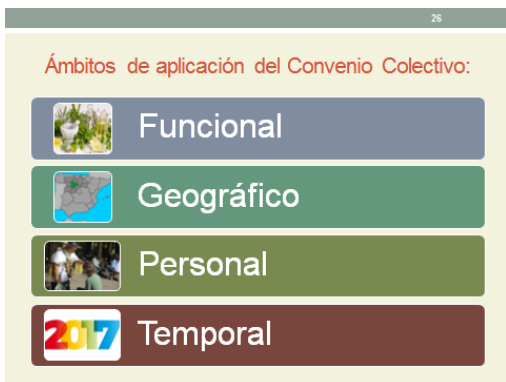 26
Ámbitos de aplicación del Convenio Colectivo:
Funcional
Geográfico
Personal
2017
Temporal